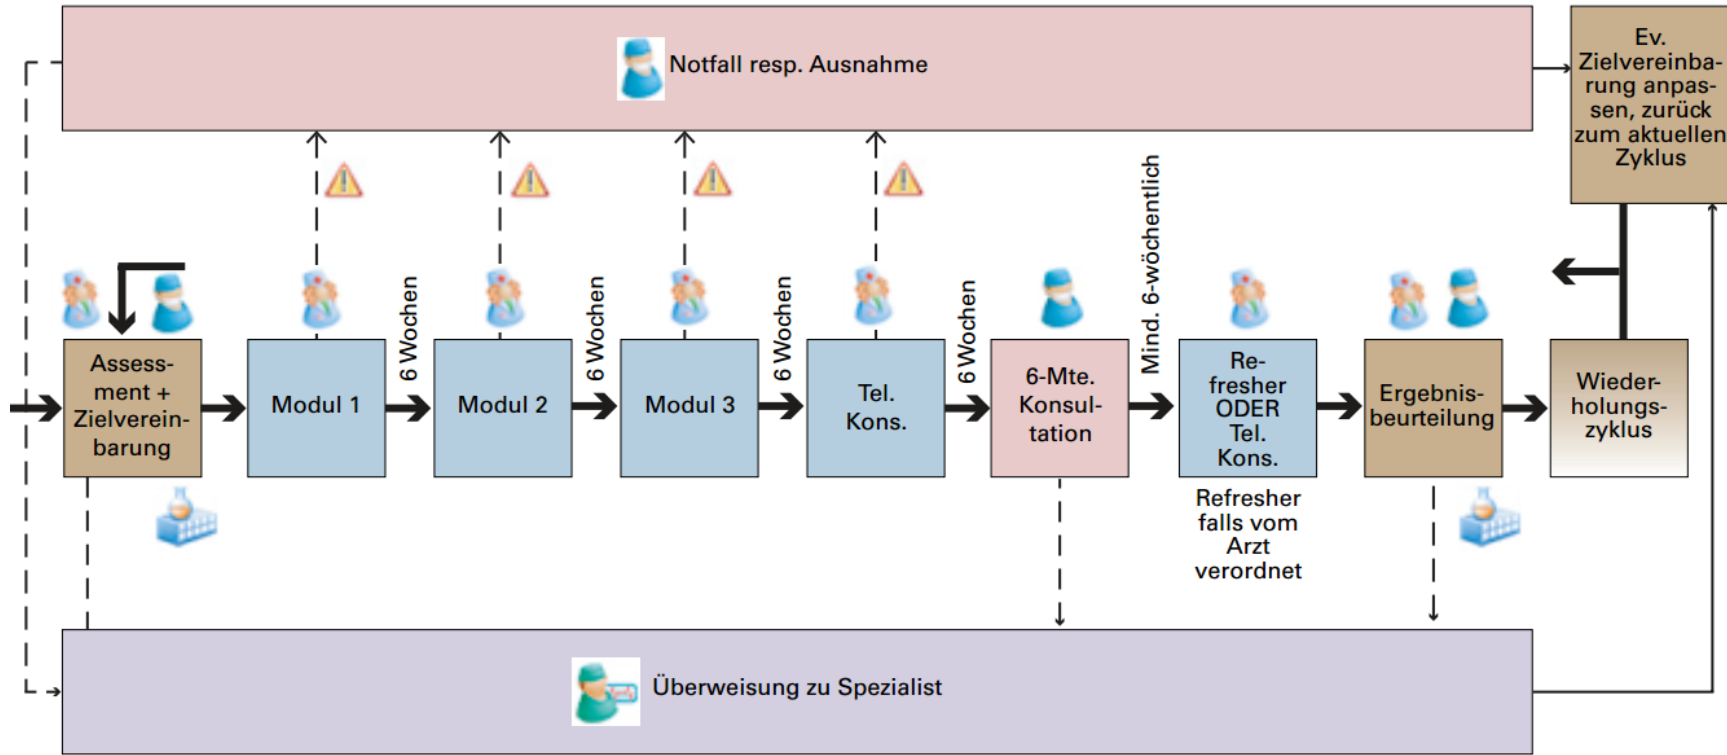 Notfall resp. Ausnahme
Ev.
Zielvereinba-
rung anpas-
sen, zurück
zum aktuellen
Zyklus
Assess-
ment +
Zielverein-
barung
Modul 1
6 Wochen
Modul 2
6 Wochen
Modul 3
6 Wochen
Tel.
Kons.
6 Wochen
6-Mte.
Konsul-
tation
Mind. 6-wöchentlich
Re-
fresher
ODER
Tel.
Kons.
Refresher
falls vom
Arzt
verordnet
Ergebnis-
beurteilung
Wieder-
holungs-
zyklus
Überweisung zu Spezialist